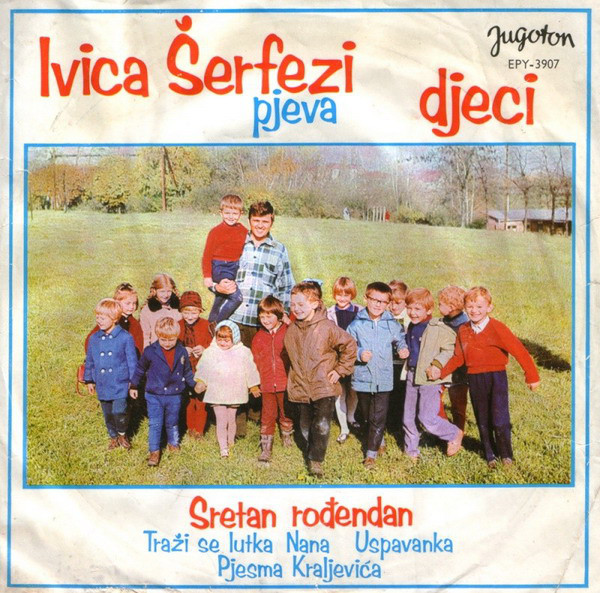 Jugoton
EPY-3907
Ivica Šerfezi
pjeva djeci
Sretan rođendan
Traži se lutka Nana Uspavanka
Pjesma Kraljevića